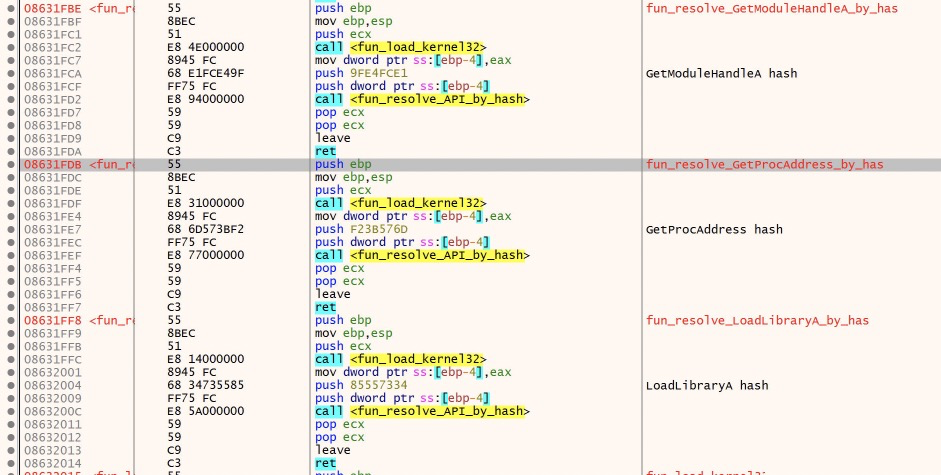 08631FBE <fun_r 55 push ebp fun_resolve_GetModuleHandleA_by_has
08631FBF 8BEC mov ebp,esp
08631FC1 51 push ecx
08631FC2 E8 4E000000 call <fun_load_kernel32>
08631FC7 8945 FC mov dword ptr ss:[ebp-4],eax
08631FCA 68 E1FCE49F push 9FE4FCE1 GetModuleHandleA hash
08631FCF FF75 FC push dword ptr ss:[ebp-4]
08631FD2 E8 94000000 call <fun_resolve_API_by_hash>
08631FD7 59 pop ecx
08631FD8 59 pop ecx
08631FD9 C9 leave
08631FDA C3 ret
08631FDB <fun_r 55 push ebp fun_resolve_GetProcAddress_by_has
08631FDC 8BEC mov ebp,esp
08631FDE 51 push ecx
08631FDF E8 31000000 call <fun_load_kernel32>
08631FE4 8945 FC mov dword ptr ss:[ebp-4],eax
08631FE7 68 6D573BF2 push F23B576D GetProcAddress hash
08631FEC FF75 FC push dword ptr ss:[ebp-4]
08631FEF E8 77000000 call <fun_resolve_API_by_hash>
08631FF4 59 pop ecx
08631FF5 59 pop ecx
08631FF6 C9 leave
08631FF7 C3 ret
08631FF8 <fun_r 55 push ebp fun_resolve_LoadLibraryA_by_has
08631FF9 8BEC mov ebp,esp
08631FFB 51 push ecx
08631FFC E8 14000000 call <fun_load_kernel32>
08632001 8945 FC mov dword ptr ss:[ebp-4],eax
08632004 68 34735585 push 85557334 LoadLibraryA hash
08632009 FF75 FC push dword ptr ss:[ebp-4]
0863200C E8 5A000000 call <fun_resolve_API_by_hash>
08632011 59 pop ecx
08632012 59 pop ecx
08632013 C9 leave
08632014 C3 ret